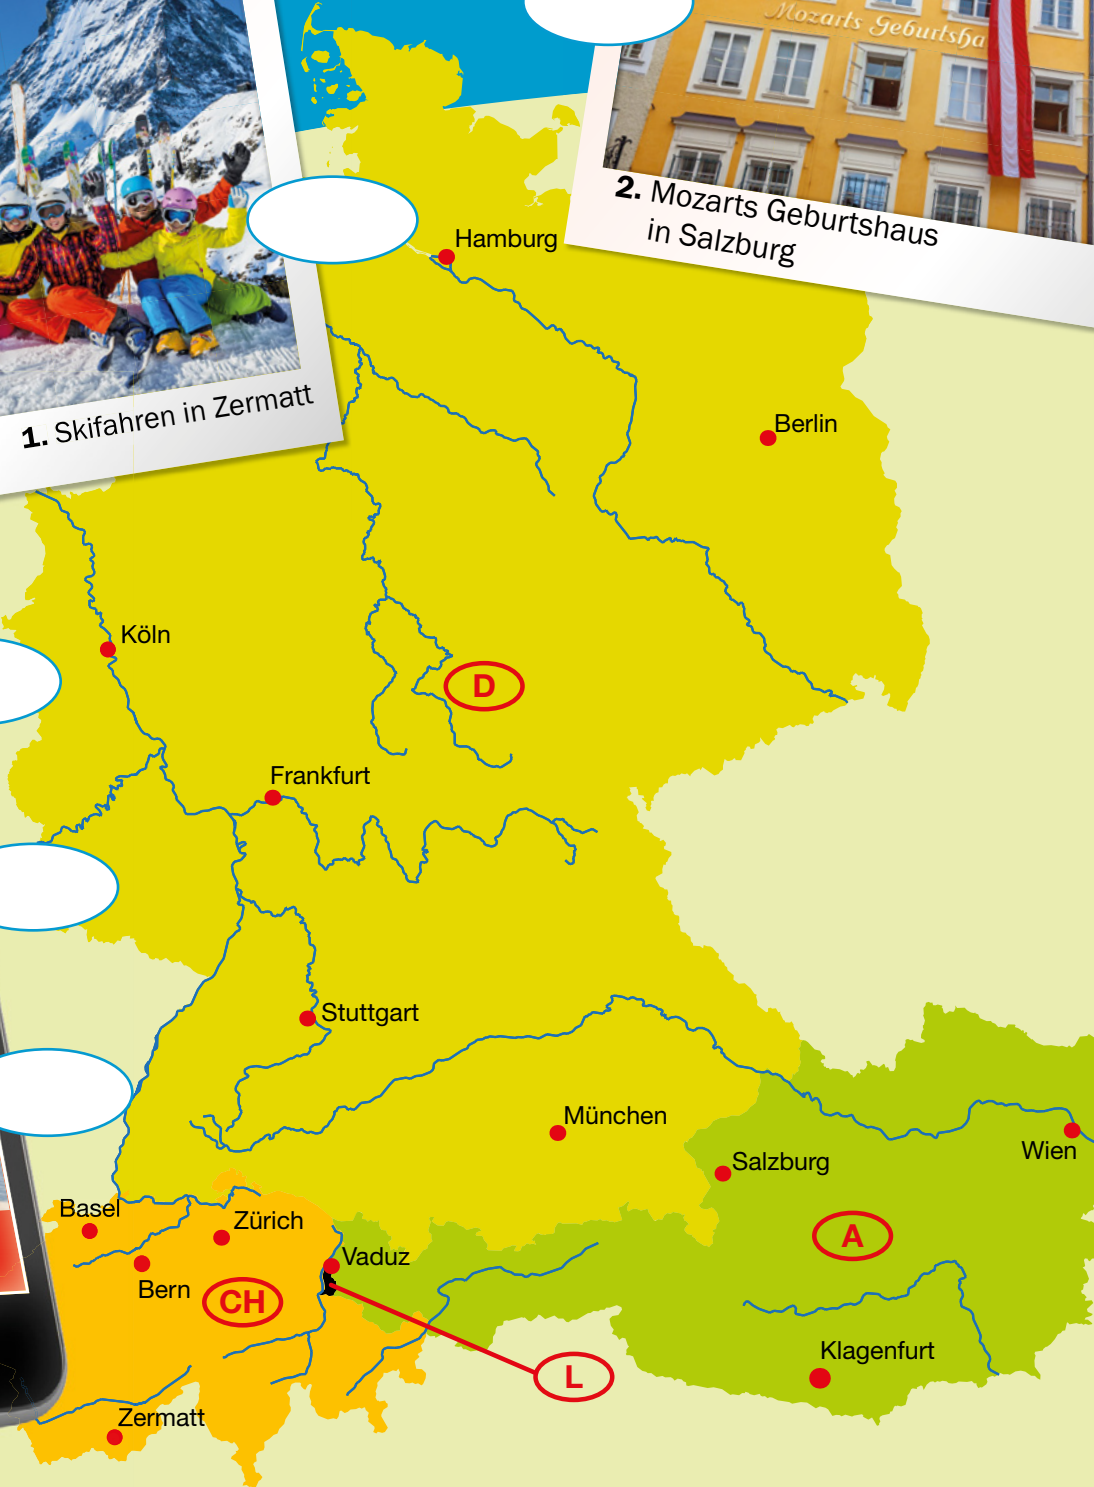 Mozarts Geburtsha
2. Mozarts Geburtshaus
in Salzburg
Hamburg
1. Skifahren in Zermatt
Berlin
Köln
D
Frankfurt
Stuttgart
München
Wien
Salzburg
Basel
Zürich
A
Vaduz
Bern
CH
Klagenfurt
L
Zermatt